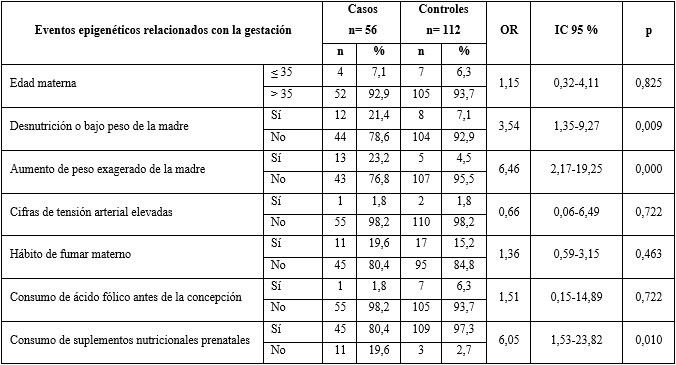 Eventos epigenéticos relacionados con la gestación Casos n= 56 Controles n= 112 OR IC 95 % p
n % n %
Edad materna ≤ 35 4 7,1 7 6,3 1,15 0,32-4,11 0,825
> 35 52 92,9 105 93,7
Desnutrición o bajo peso de la madre Sí 12 21,4 8 7,1 3,54 1,35-9,27 0,009
No 44 78,6 104 92,9
Aumento de peso exagerado de la madre Sí 13 23,2 5 4,5 6,46 2,17-19,25 0,000
No 43 76,8 107 95,5
Cifras de tensión arterial elevadas Sí 1 1,8 2 1,8 0,66 0,06-6,49 0,722
No 55 98,2 110 98,2
Hábito de fumar materno Sí 11 19,6 17 15,2 1,36 0,59-3,15 0,463
No 45 80,4 95 84,8
Consumo de ácido fólico antes de la concepción Sí 1 1,8 7 6,3 1,51 0,15-14,89 0,722
No 55 98,2 105 93,7
Consumo de suplementos nutricionales prenatales Sí 45 80,4 109 97,3 6,05 1,53-23,82 0,010
No 11 19,6 3 2,7